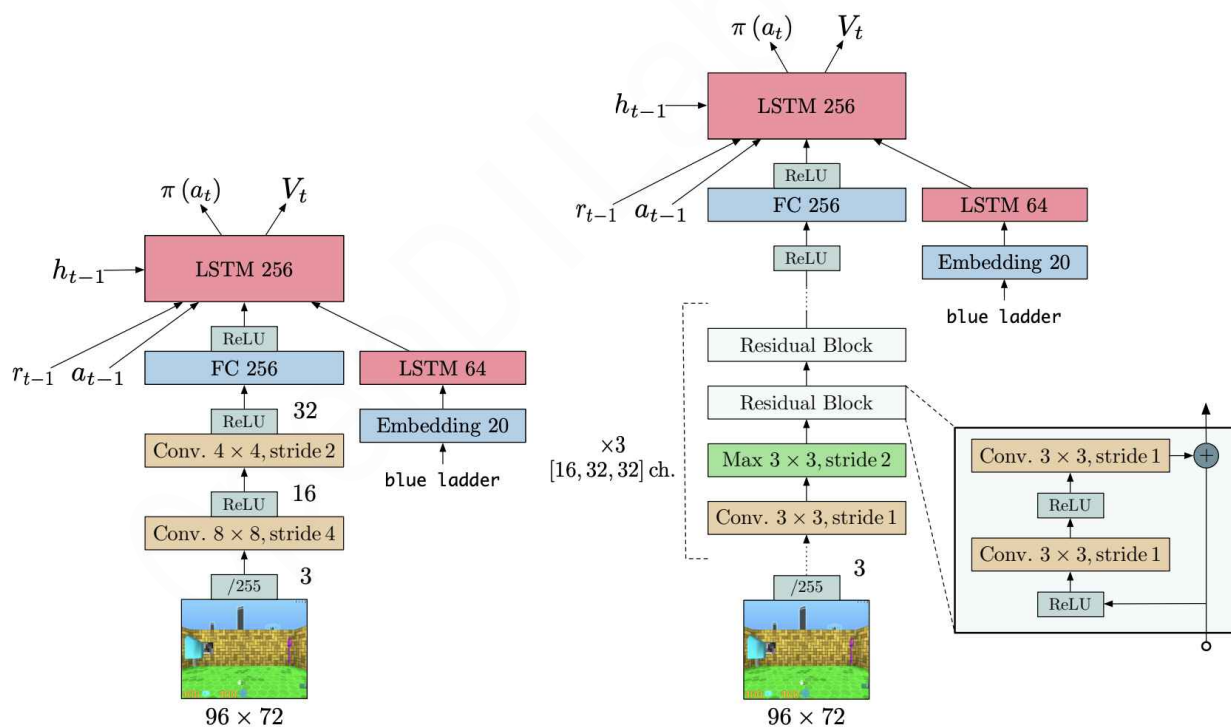 π (a_t) V_t
LSTM 256
h_{t−1}
r_{t−1} a_{t−1}
ReLU
FC 256
LSTM 64
ReLU
32
Conv. 4 × 4, stride 2
Embedding 20
blue ladder
ReLU
16
Conv. 8 × 8, stride 4
/255
3
96 × 72
π (a_t) V_t
LSTM 256
h_{t−1}
r_{t−1} a_{t−1}
ReLU
FC 256
LSTM 64
ReLU
Embedding 20
blue ladder
Residual Block
Residual Block
×3
[16, 32, 32] ch.
Max 3 × 3, stride 2
Conv. 3 × 3, stride 1
/255
3
96 × 72
Conv. 3 × 3, stride 1
+
ReLU
Conv. 3 × 3, stride 1
ReLU